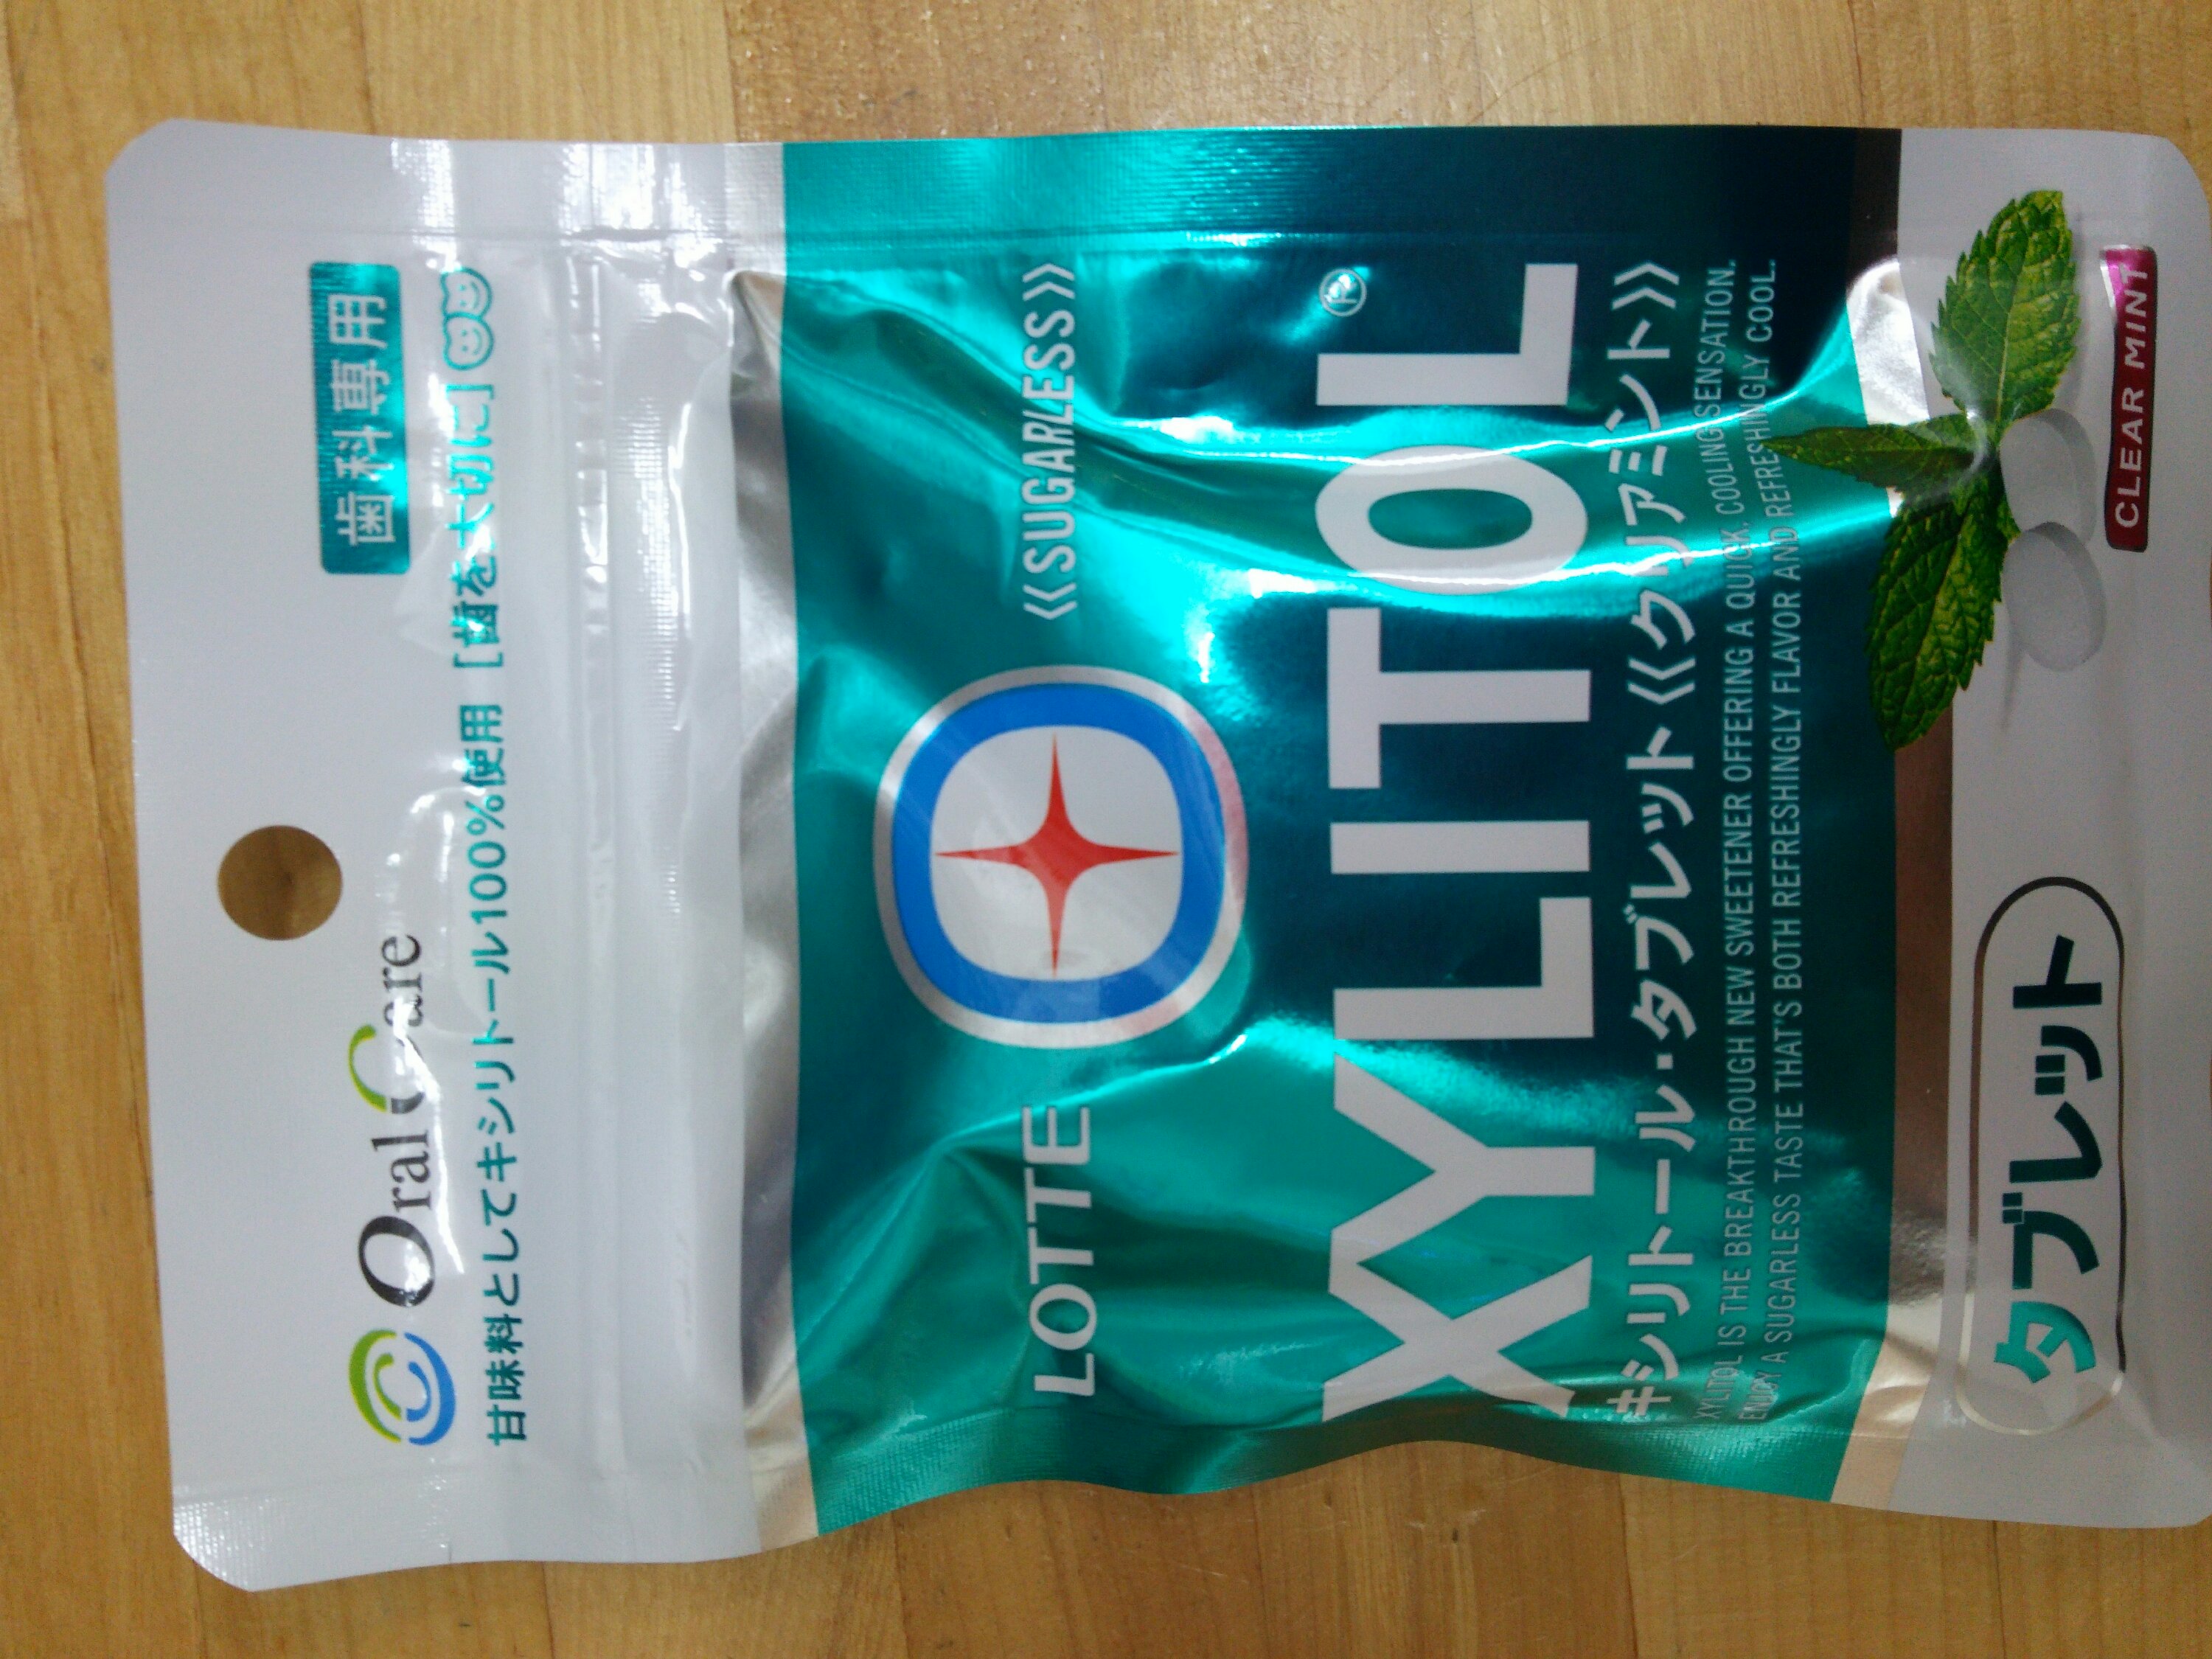 歯科専用
Oral Care
甘味料としてキシリトール100%使用［歯を大切に］
LOTTE
《SUGARLESS》
XYLITOL®
キシリトール・タブレット《クリアミント》
XYLITOL IS THE BREAKTHROUGH NEW SWEETENER OFFERING A QUICK, COOLING SENSATION.
ENJOY A SUGARLESS TASTE THAT'S BOTH REFRESHINGLY FLAVOR AND REFRESHINGLY COOL.
タブレット
CLEAR MINT